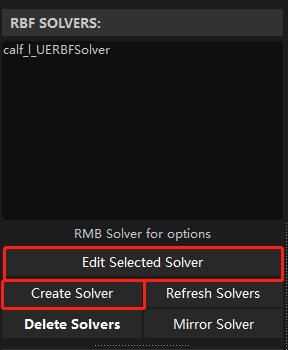 RBF SOLVERS:
calf_l_UERBFSolver
RMB Solver for options
Edit Selected Solver
Create Solver Refresh Solvers
Delete Solvers Mirror Solver